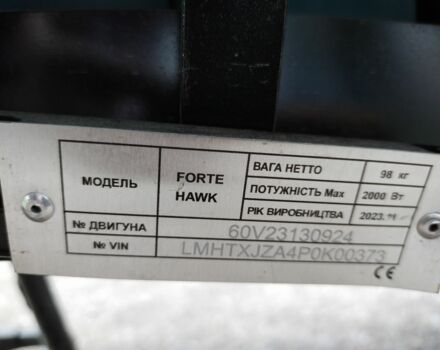 МОДЕЛЬ
FORTE
HAWK
ВАГА НЕТТО 98 кг
ПОТУЖНІСТЬ Max 2000 Вт
РІК ВИРОБНИЦТВА
№ ДВИГУНА 60V23130924
№ VIN LMHTXJZA4P0K00373
CE